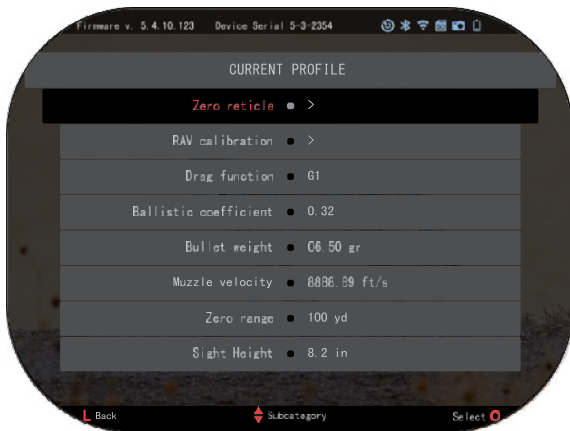 Firmware v. 5.4.10.123 Device Serial 5-3-2354
CURRENT PROFILE
Zero reticle >
RAV calibration >
Drag function G1
Ballistic coefficient 0.32
Bullet weight 06.50 gr
Muzzle velocity ft/s
Zero range 100 yd
Sight Height 8.2 in
L Back Subcategory Select